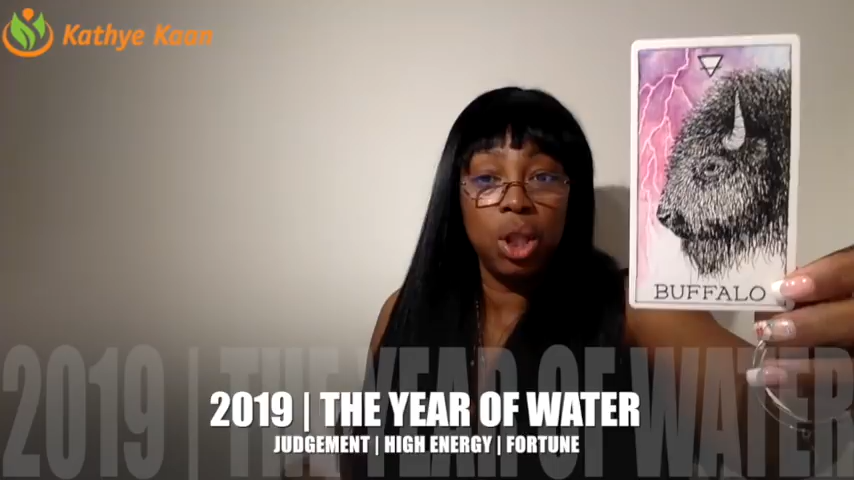 Kathye Kaan
BUFFALO
2019 | THE YEAR OF WATER
2019 | THE YEAR OF WATER
JUDGEMENT | HIGH ENERGY | FORTUNE